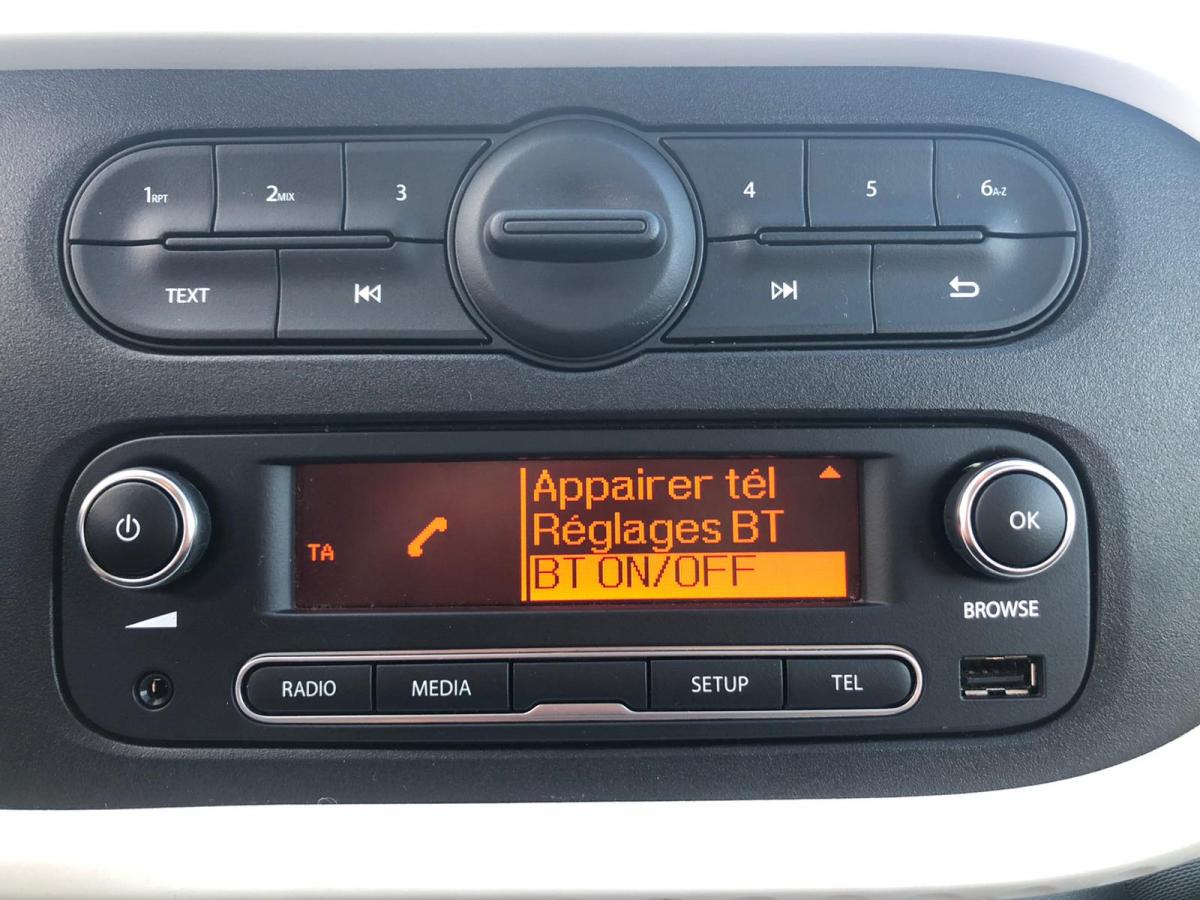 1RPT 2MIX 3 4 5 6A-Z
TEXT
Appairer tél
Réglages BT
TA
BT ON/OFF
OK
BROWSE
RADIO MEDIA SETUP TEL